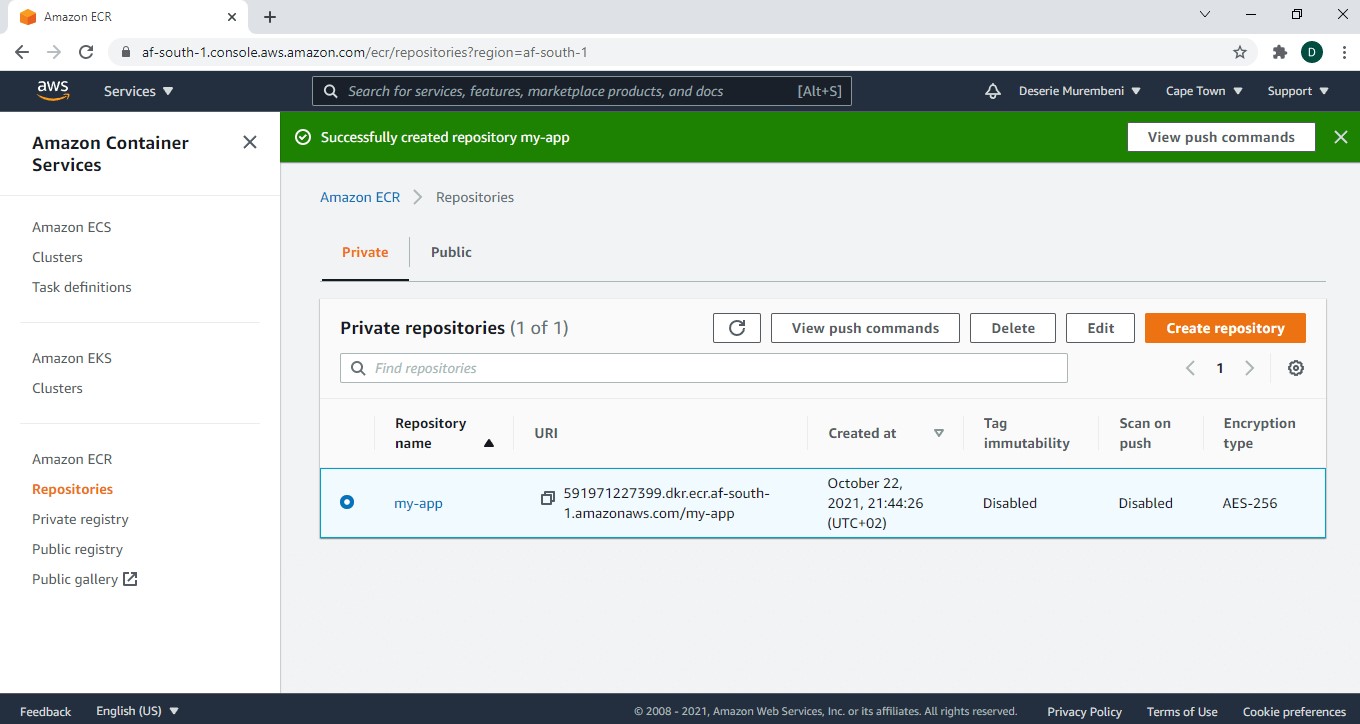 Amazon ECR
af-south-1.console.aws.amazon.com/ecr/repositories?region=af-south-1
D
aws
Services
Search for services, features, marketplace products, and docs
[Alt+S]
Deserie Murembeni
Cape Town
Support
Amazon Container
Services
Successfully created repository my-app
View push commands
Amazon ECS
Clusters
Task definitions
Amazon EKS
Clusters
Amazon ECR
Repositories
Private registry
Public registry
Public gallery
Amazon ECR
Repositories
Private
Public
Private repositories (1 of 1)
View push commands
Delete
Edit
Create repository
Find repositories
1
Repository
name
URI
Created at
Tag
immutability
Scan on
push
Encryption
type
my-app
591971227399.dkr.ecr.af-south-
1.amazonaws.com/my-app
October 22,
2021, 21:44:26
(UTC+02)
Disabled
Disabled
AES-256
Feedback
English (US)
© 2008 - 2021, Amazon Web Services, Inc. or its affiliates. All rights reserved.
Privacy Policy
Terms of Use
Cookie preferences